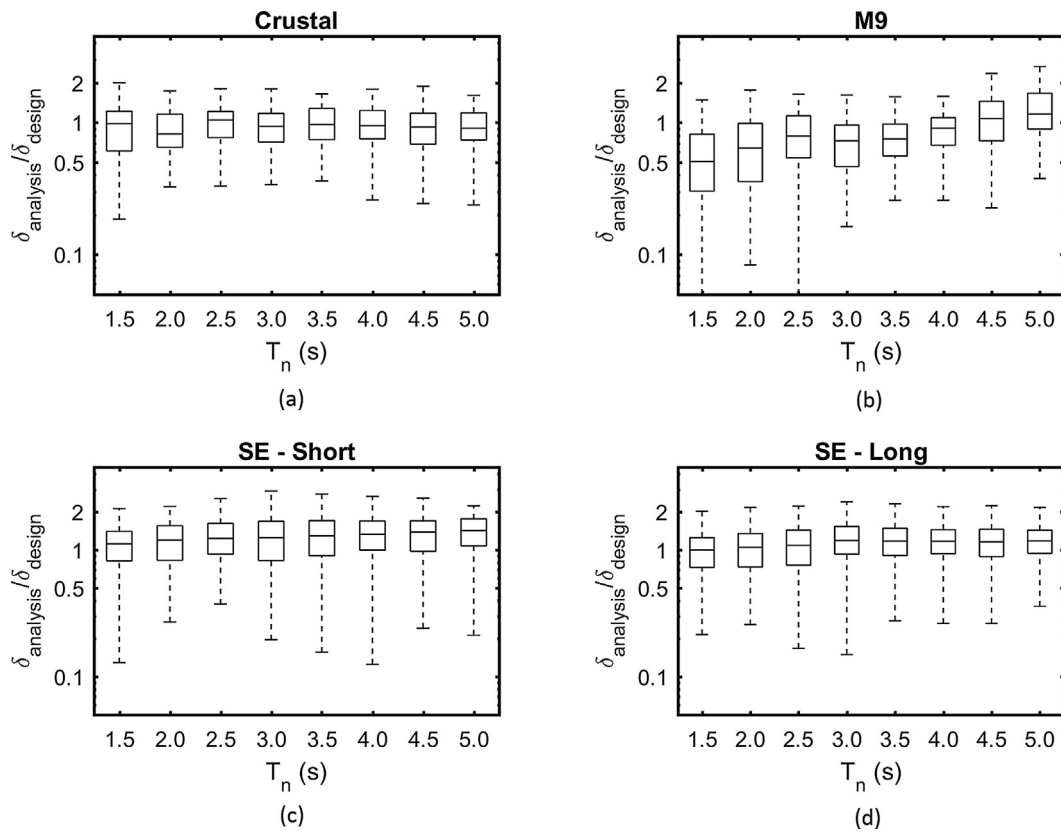 Crustal
2
1
0.5
0.1
δanalysis/δdesign
1.5 2.0 2.5 3.0 3.5 4.0 4.5 5.0
Tn (s)
(a)
M9
2
1
0.5
0.1
δanalysis/δdesign
1.5 2.0 2.5 3.0 3.5 4.0 4.5 5.0
Tn (s)
(b)
SE - Short
2
1
0.5
0.1
δanalysis/δdesign
1.5 2.0 2.5 3.0 3.5 4.0 4.5 5.0
Tn (s)
(c)
SE - Long
2
1
0.5
0.1
δanalysis/δdesign
1.5 2.0 2.5 3.0 3.5 4.0 4.5 5.0
Tn (s)
(d)